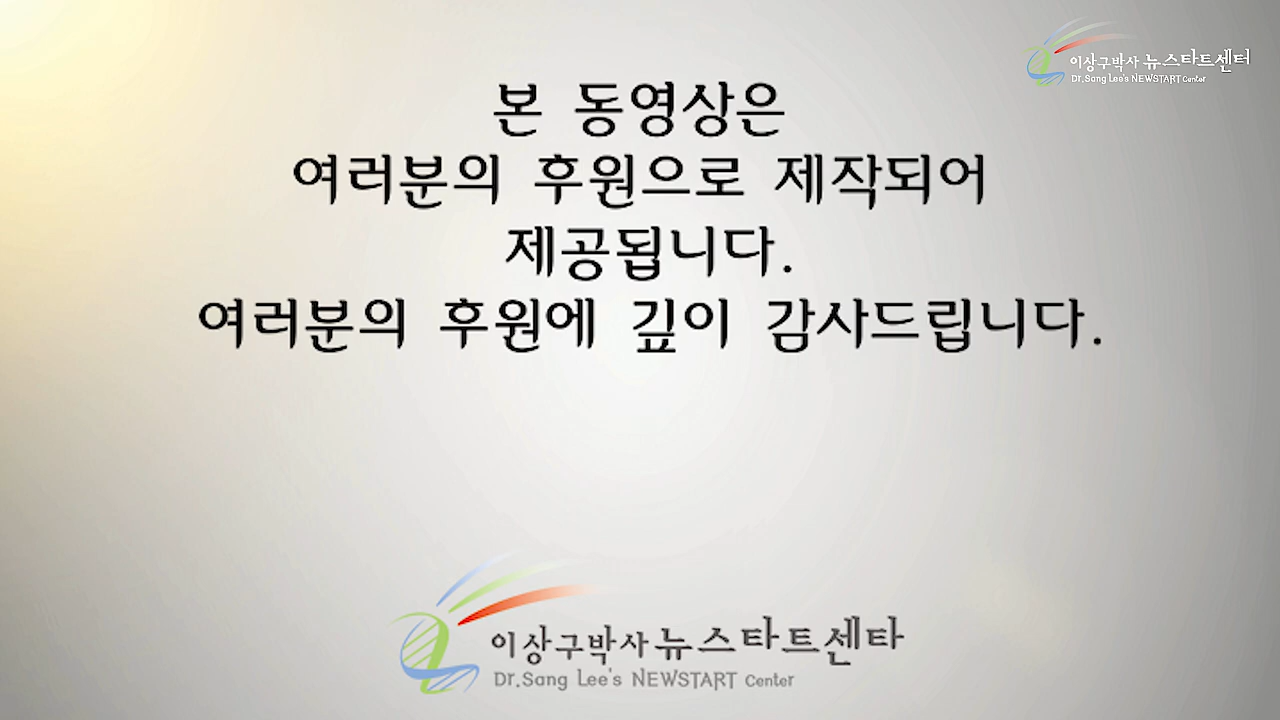 이상구박사 뉴스타트센터
Dr.Sang Lee's NEWSTART Center
본 동영상은
여러분의 후원으로 제작되어
제공됩니다.
여러분의 후원에 깊이 감사드립니다.
이상구박사 뉴스타트센타
Dr.Sang Lee's NEWSTART Center